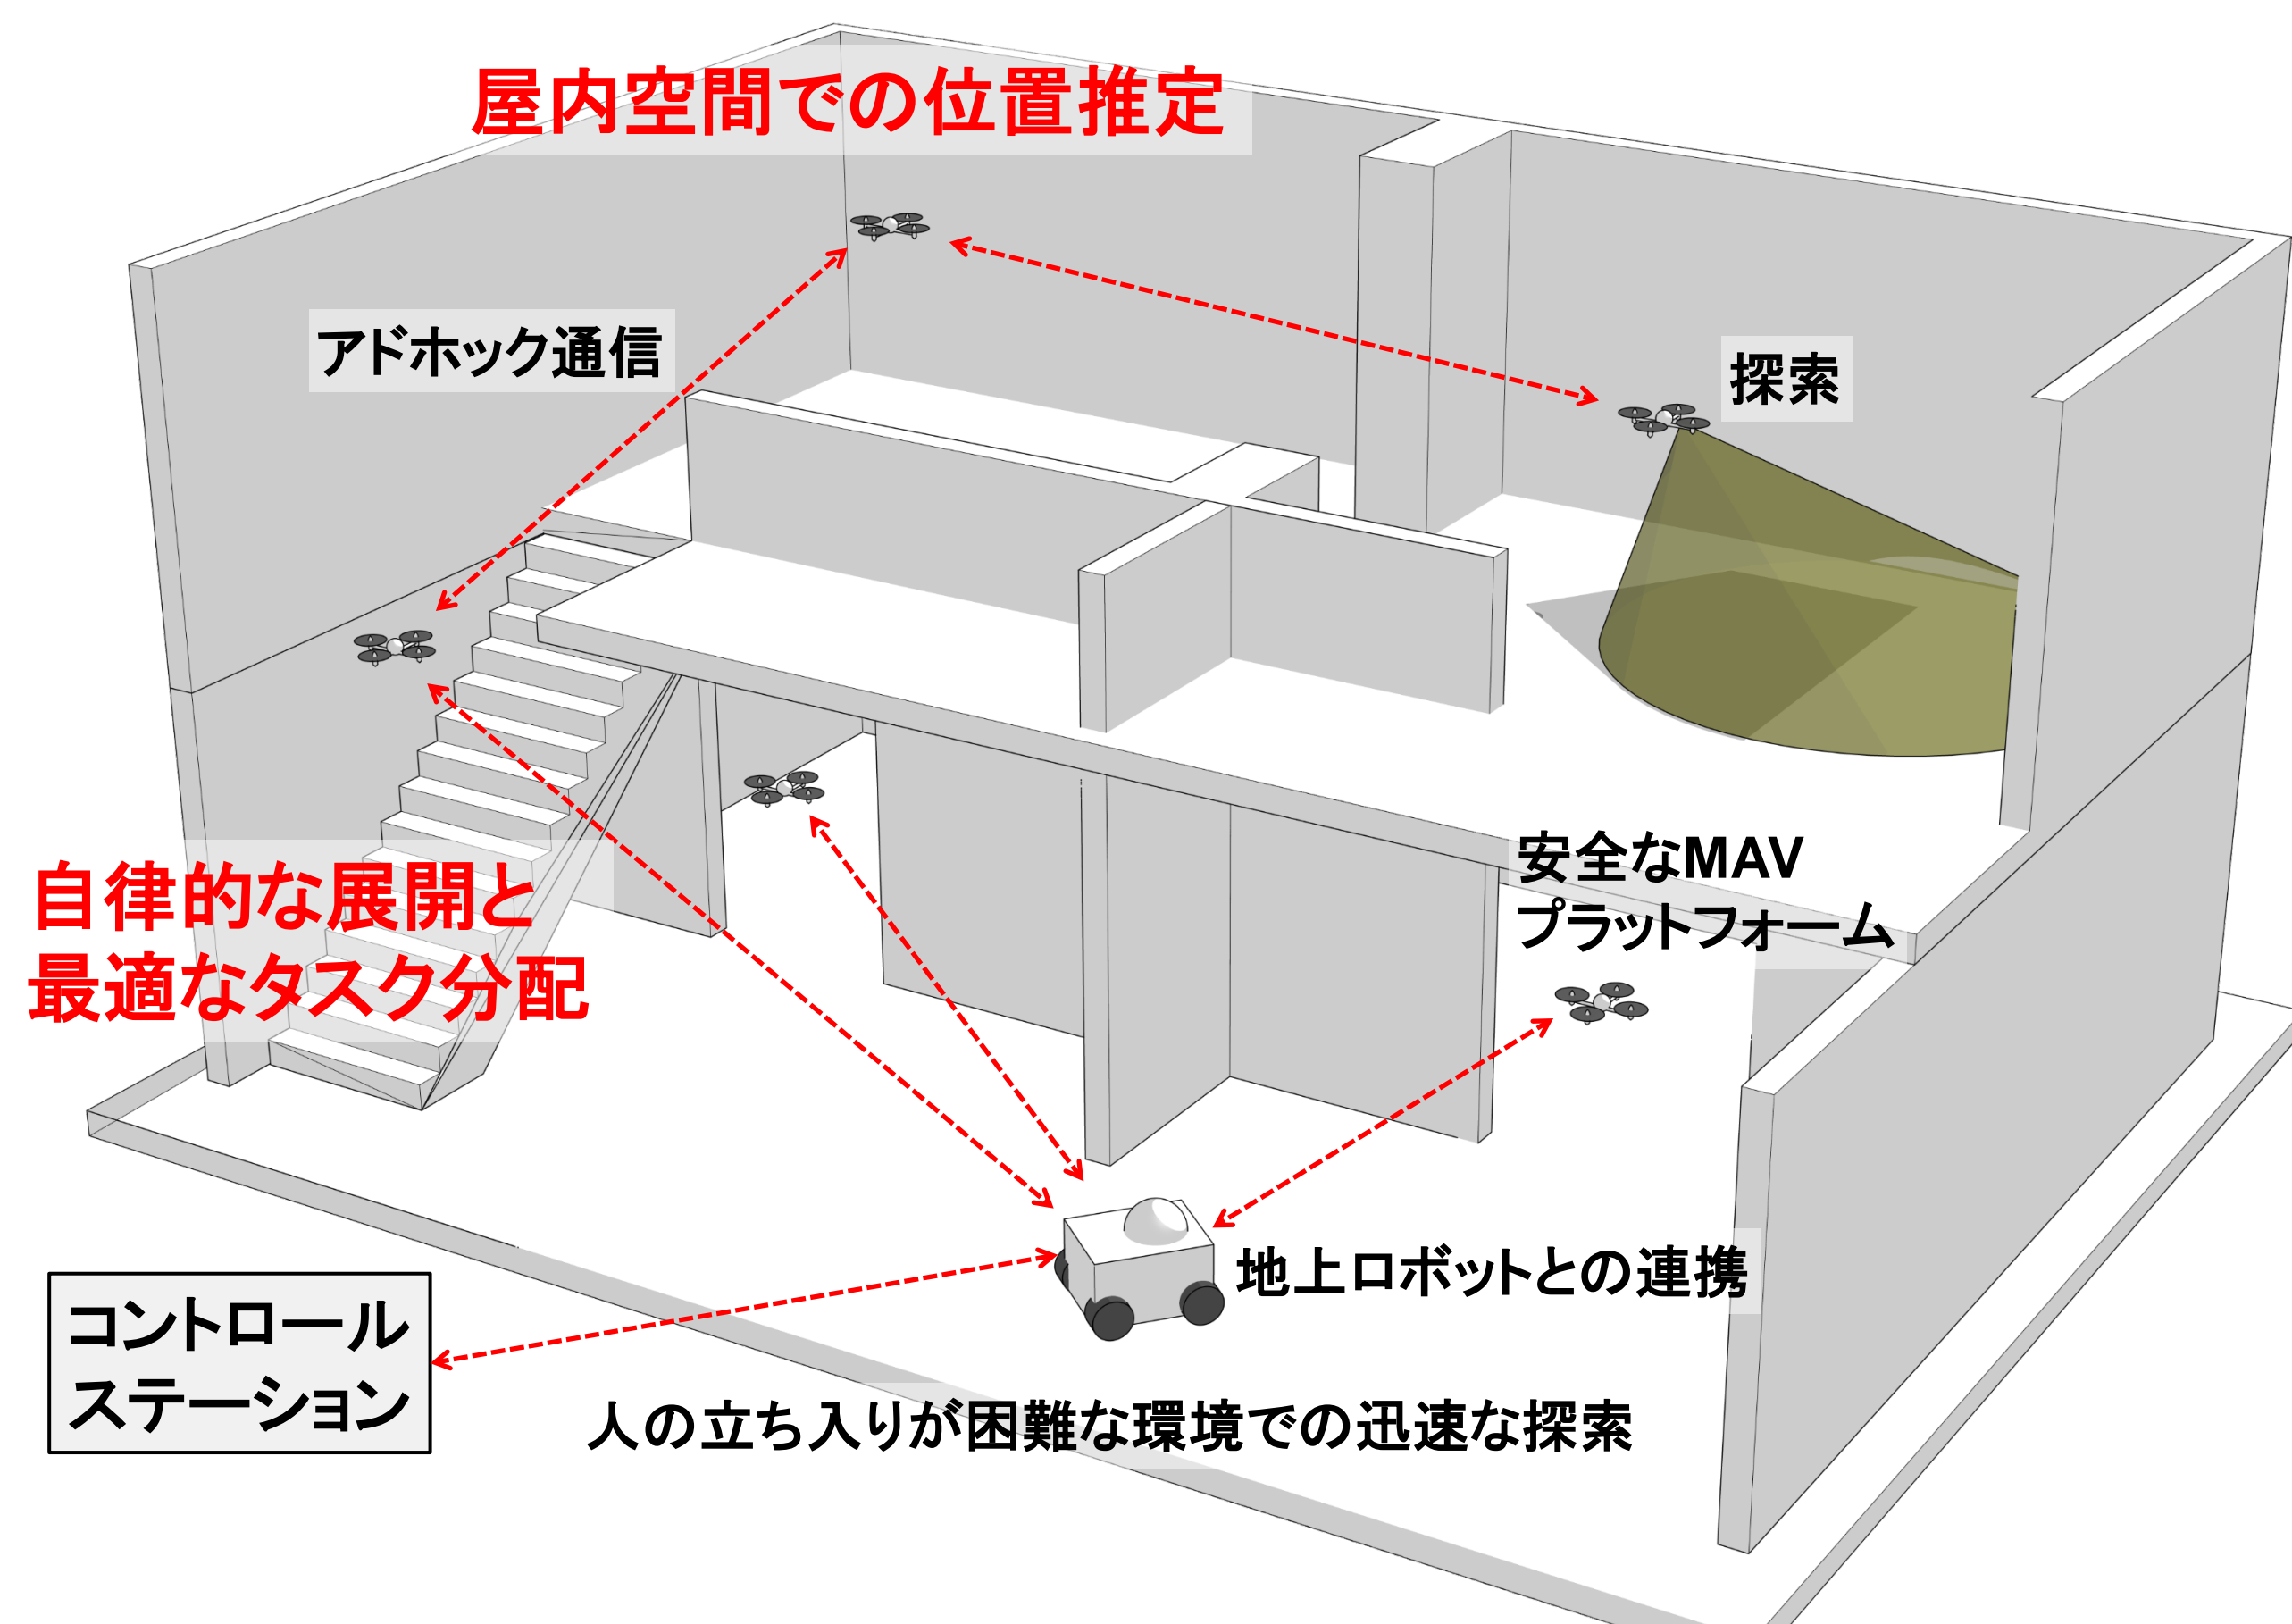 屋内空間での位置推定
アドホック通信
探索
自律的な展開と
最適なタスク分配
安全なMAV
プラットフォーム
地上ロボットとの連携
コントロール
ステーション
人の立ち入りが困難な環境での迅速な探索